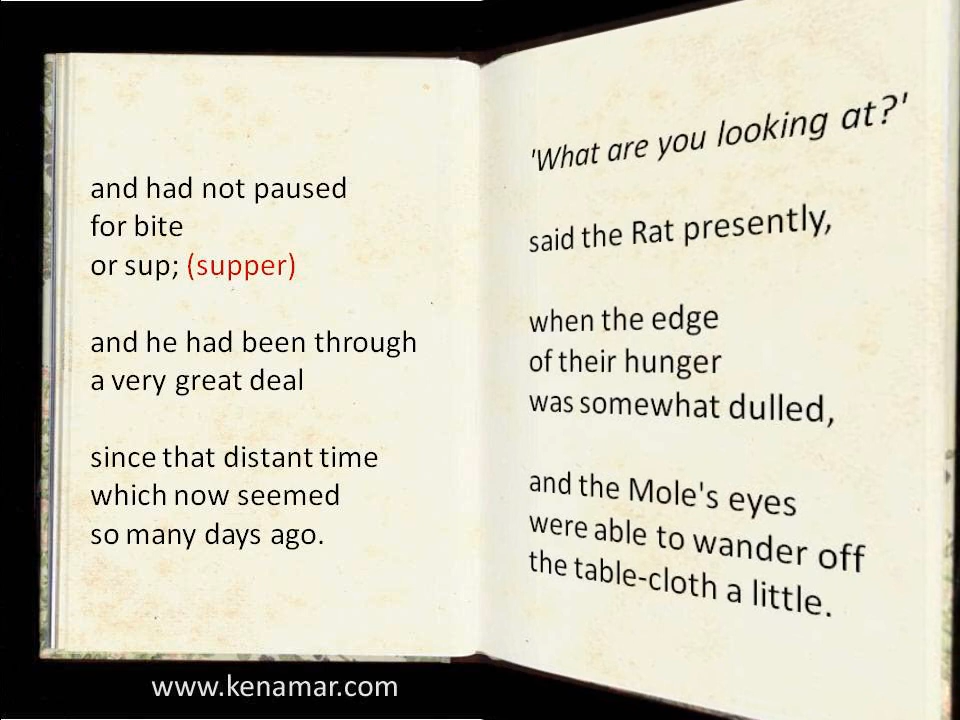 and had not paused
for bite
or sup; (supper)
and he had been through
a very great deal
since that distant time
which now seemed
so many days ago.
'What are you looking at?'
said the Rat presently,
when the edge
of their hunger
was somewhat dulled,
and the Mole's eyes
were able to wander off
the table-cloth a little.
www.kenamar.com